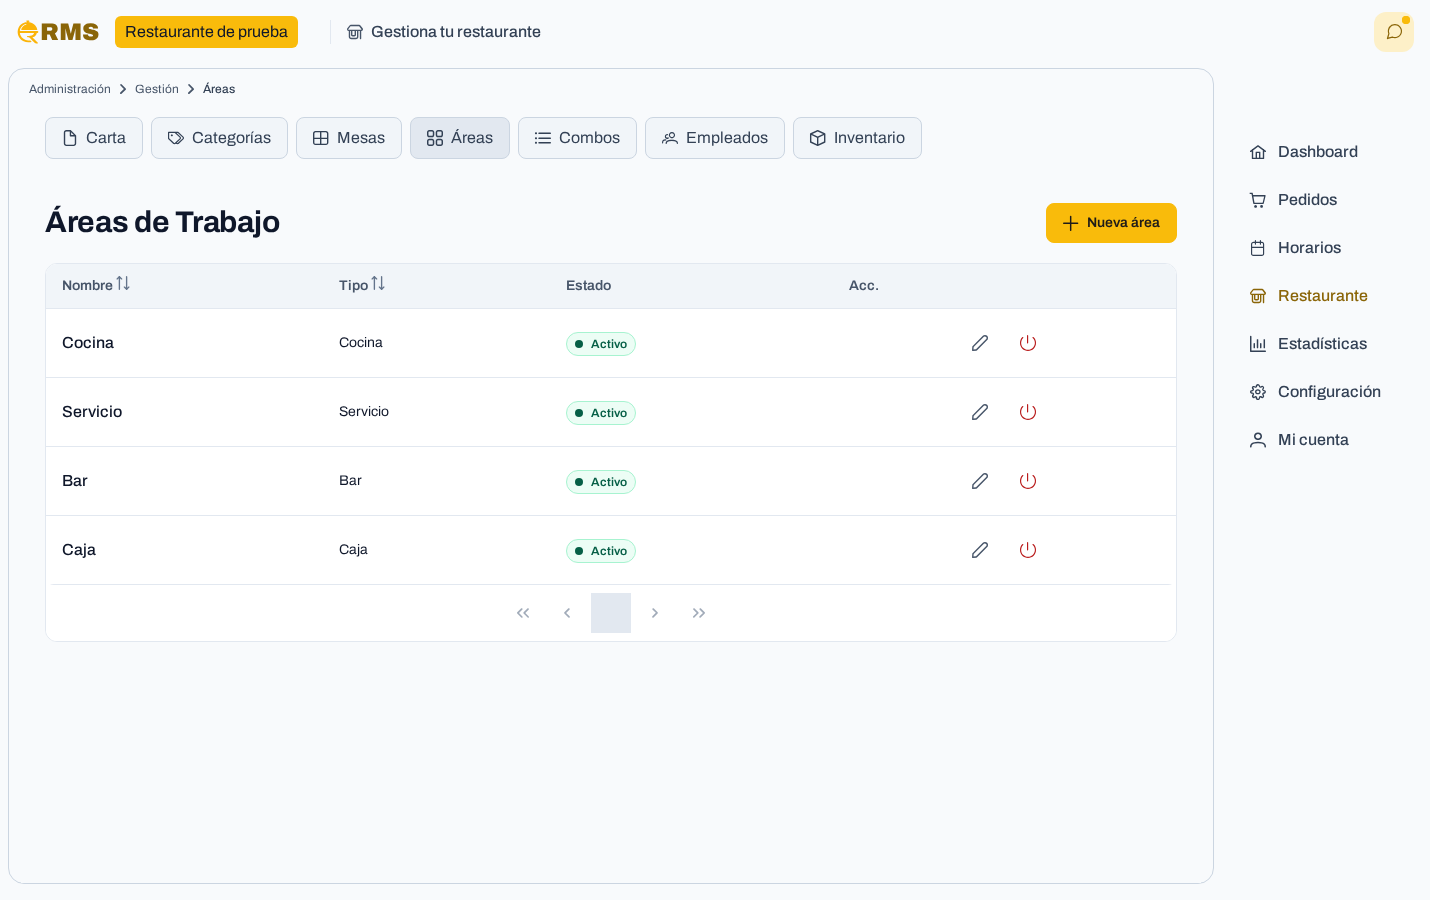 RMS Restaurante de prueba Gestiona tu restaurante
Administración Gestión Áreas
Carta Categorías Mesas Áreas Combos Empleados Inventario
Áreas de Trabajo
Nueva área
Nombre Tipo Estado Acc.
Cocina Cocina Activo
Servicio Servicio Activo
Bar Bar Activo
Caja Caja Activo
Dashboard
Pedidos
Horarios
Restaurante
Estadísticas
Configuración
Mi cuenta